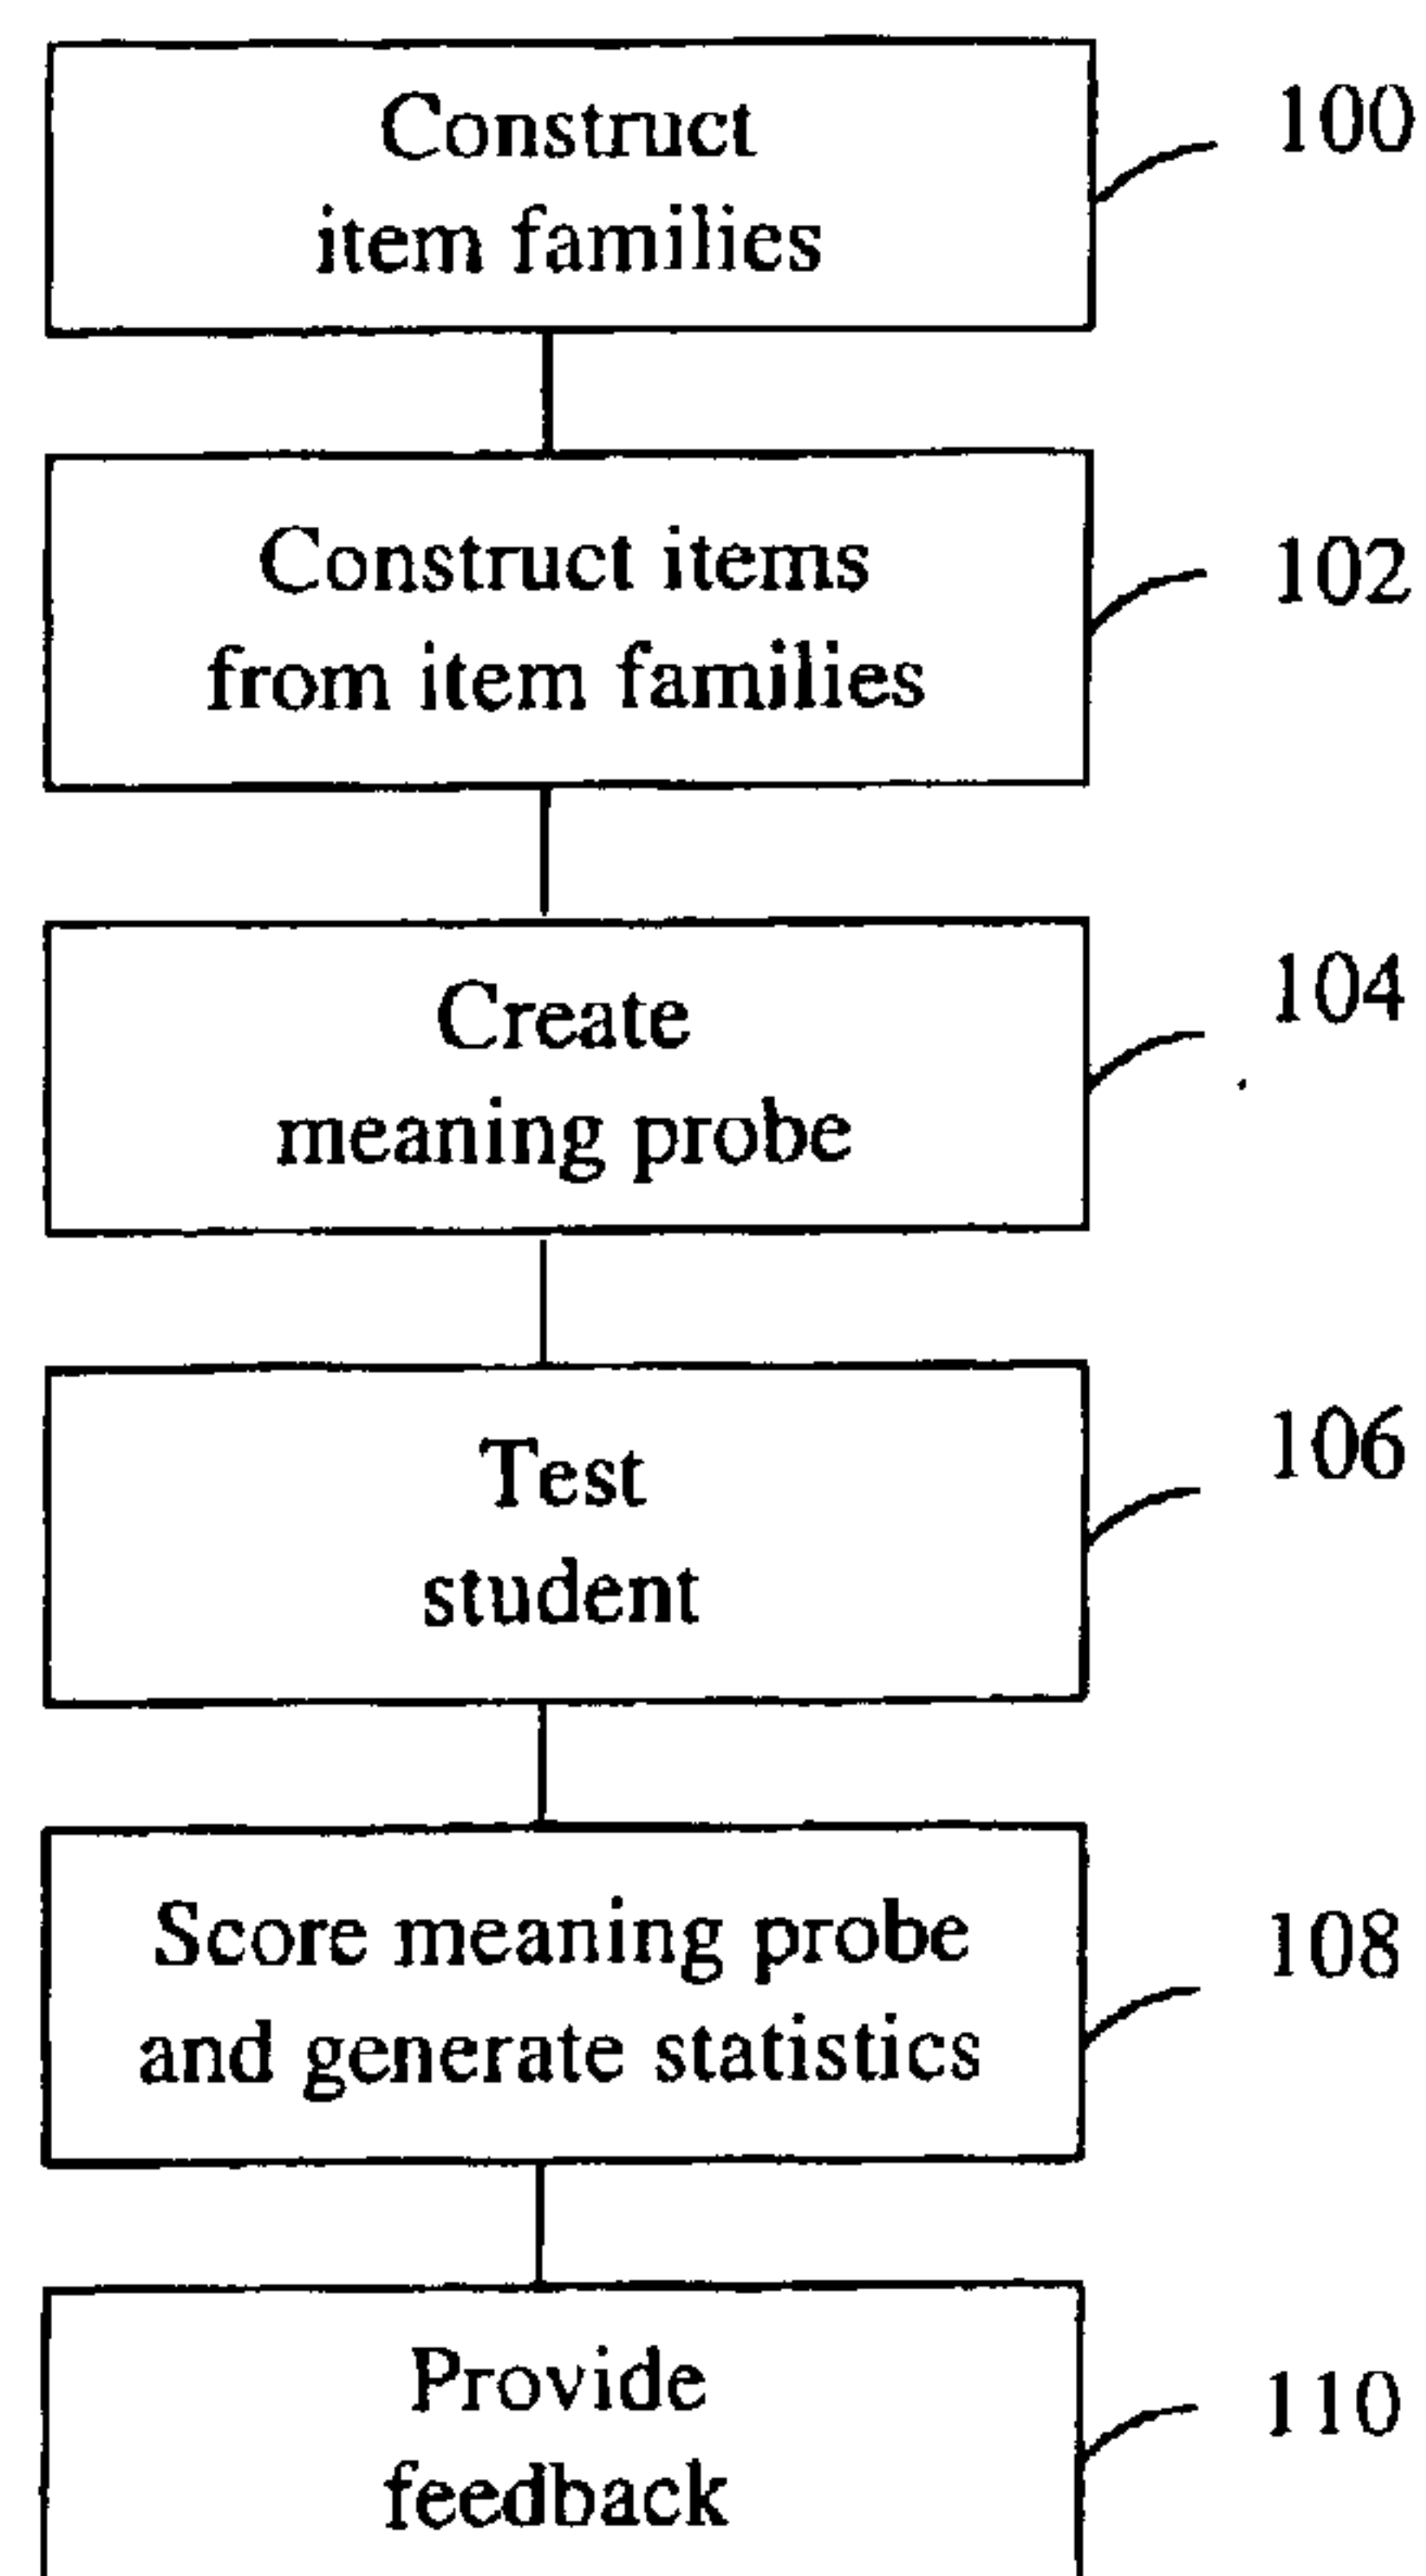 Construct
item families
100
Construct items
from item families
102
Create
meaning probe
104
Test
student
106
Score meaning probe
and generate statistics
108
Provide
feedback
110